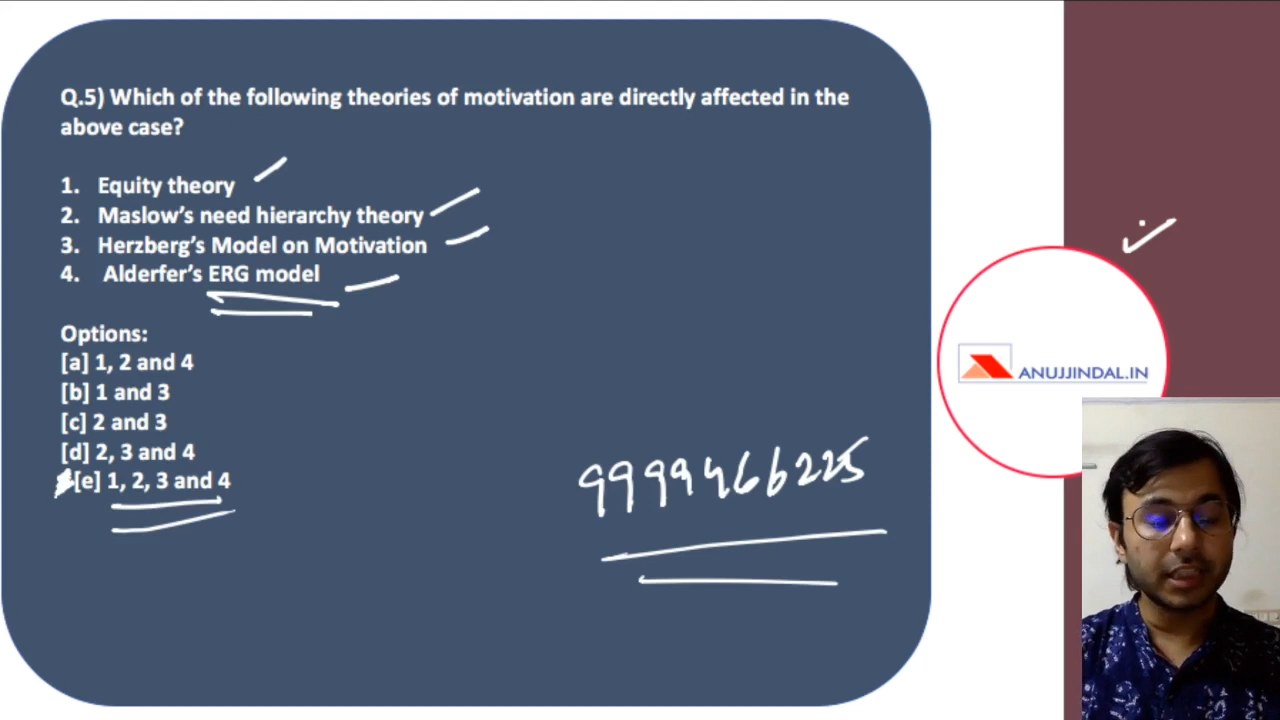 Q.5) Which of the following theories of motivation are directly affected in the
above case?
1. Equity theory
2. Maslow’s need hierarchy theory
3. Herzberg’s Model on Motivation
4. Alderfer’s ERG model
Options:
[a] 1, 2 and 4
[b] 1 and 3
[c] 2 and 3
[d] 2, 3 and 4
[e] 1, 2, 3 and 4
9999466225
ANUJJINDAL.IN